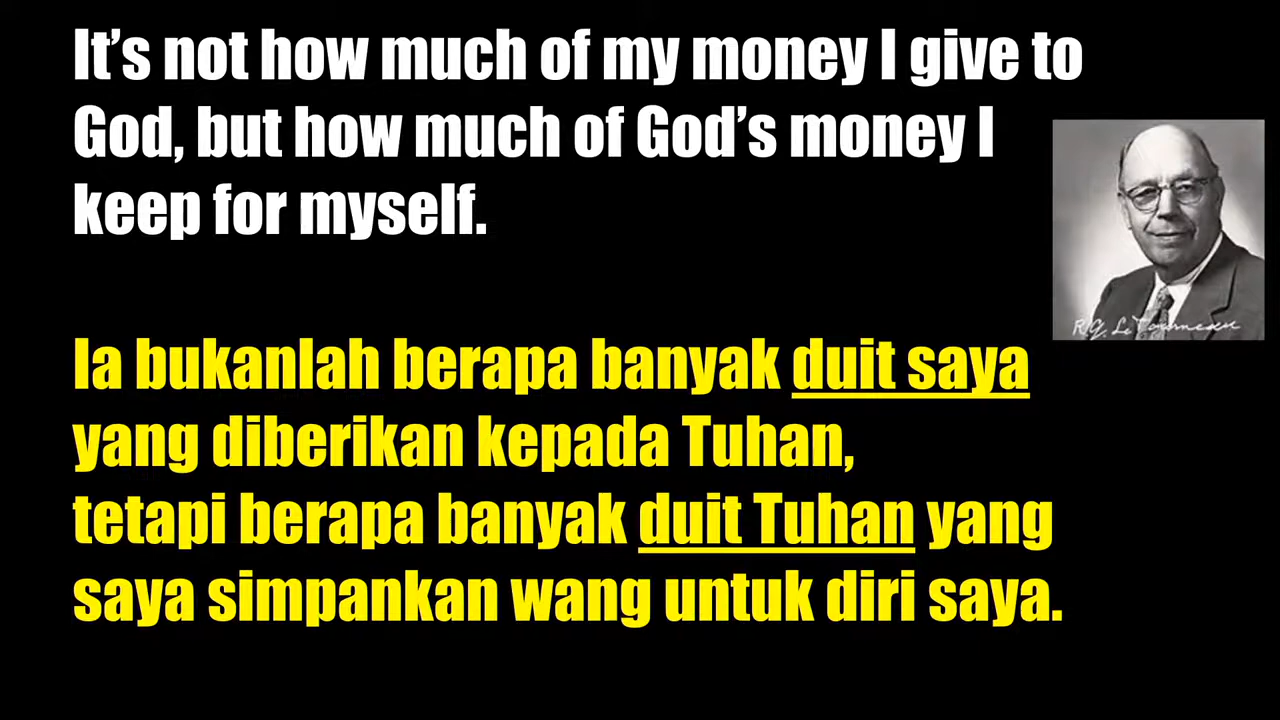 It’s not how much of my money I give to
God, but how much of God’s money I
keep for myself.
R.G. Le Tourneau
Ia bukanlah berapa banyak duit saya
yang diberikan kepada Tuhan,
tetapi berapa banyak duit Tuhan yang
saya simpankan wang untuk diri saya.